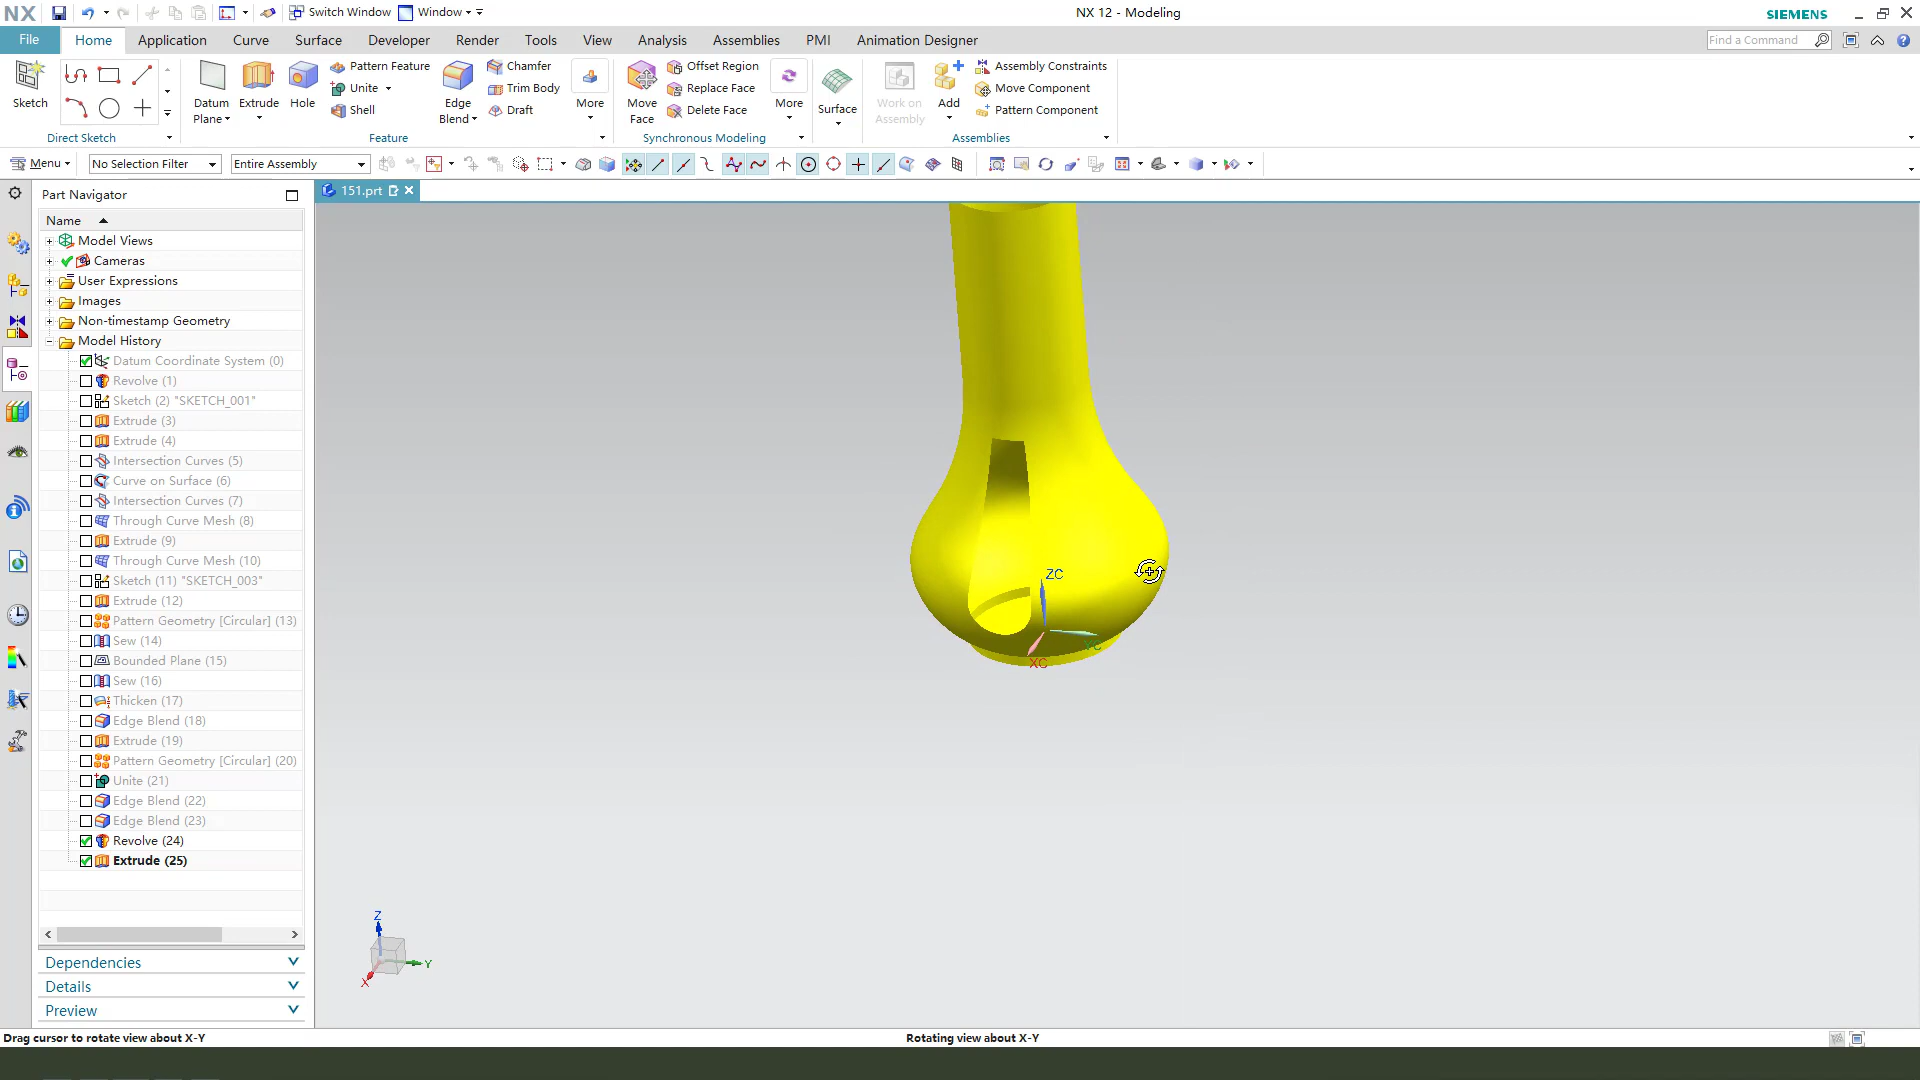 NX Switch Window Window NX 12 - Modeling SIEMENS
File Home Application Curve Surface Developer Render Tools View Analysis Assemblies PMI Animation Designer Find a Command
Sketch
Direct Sketch
Datum Plane Extrude Hole
Pattern Feature
Unite
Shell
Edge Blend
Chamfer
Trim Body
Draft
More
Feature
Move Face
Offset Region
Replace Face
Delete Face
More
Synchronous Modeling
Surface
Work on Assembly
Add
Assembly Constraints
Move Component
Pattern Component
Assemblies
Menu No Selection Filter Entire Assembly
Part Navigator
151.prt
Name
Model Views
Cameras
User Expressions
Images
Non-timestamp Geometry
Model History
Datum Coordinate System (0)
Revolve (1)
Sketch (2) "SKETCH_001"
Extrude (3)
Extrude (4)
Intersection Curves (5)
Curve on Surface (6)
Intersection Curves (7)
Through Curve Mesh (8)
Extrude (9)
Through Curve Mesh (10)
Sketch (11) "SKETCH_003"
Extrude (12)
Pattern Geometry [Circular] (13)
Sew (14)
Bounded Plane (15)
Sew (16)
Thicken (17)
Edge Blend (18)
Extrude (19)
Pattern Geometry [Circular] (20)
Unite (21)
Edge Blend (22)
Edge Blend (23)
Revolve (24)
Extrude (25)
Dependencies
Details
Preview
ZC
YC
XC
Z
Y
X
Drag cursor to rotate view about X-Y Rotating view about X-Y